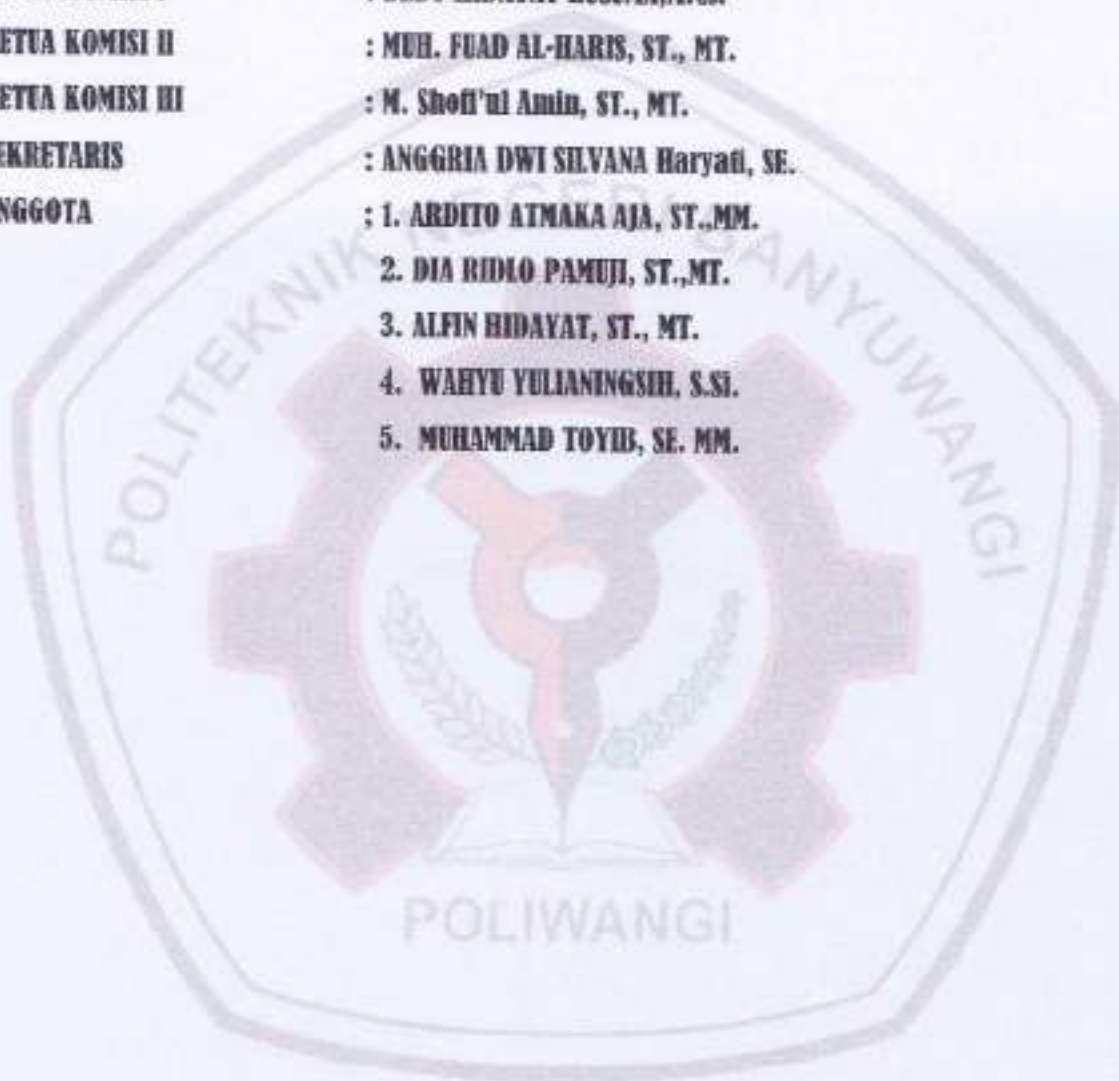 ETUA KOMISI II : MUH. FUAD AL-HARIS, ST., MT.
ETUA KOMISI III : M. Shofi'ul Amin, ST., MT.
EKRETARIS : ANGGRIA DWI SILVANA Haryati, SE.
NGGOTA ; 1. ARDITO ATMAKA AJA, ST.,MM.
2. DIA RIDLO PAMUJI, ST.,MT.
3. ALFIN HIDAYAT, ST., MT.
4. WAHYU YULIANINGSIH, S.Si.
5. MUHAMMAD TOYIB, SE. MM.
POLITEKNIK NEGERI BANYUWANGI
POLIWANGI